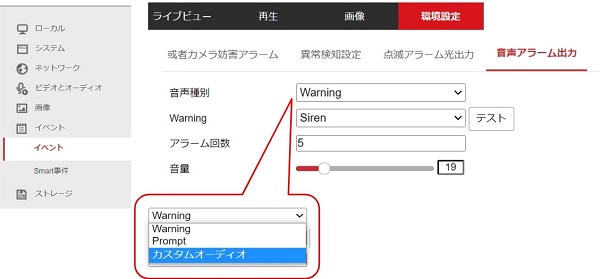 ライブビュー 再生 画像 環境設定
ローカル
システム
ネットワーク
ビデオとオーディオ
画像
イベント
イベント
Smart事件
ストレージ
或者カメラ妨害アラーム 異常検知設定 点滅アラーム光出力 音声アラーム出力
音声種別 Warning
Warning Siren テスト
アラーム回数 5
音量 19
Warning
Warning
Prompt
カスタムオーディオ